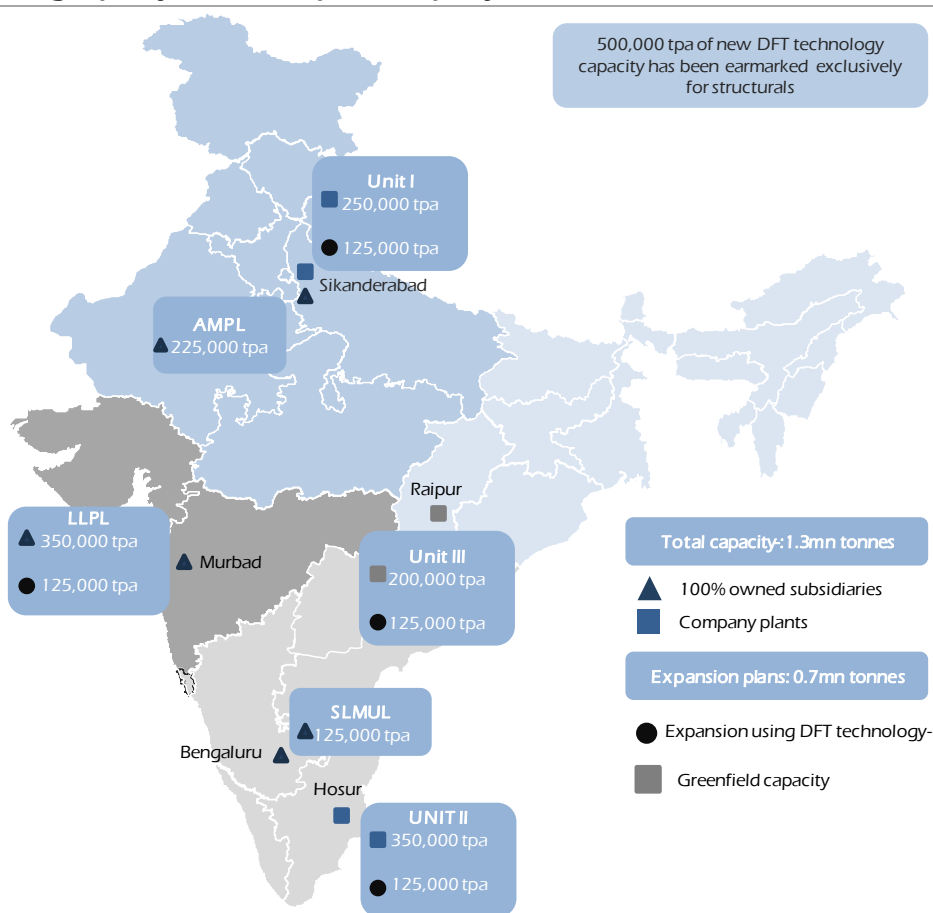 500,000 tpa of new DFT technology
capacity has been earmarked exclusively
for structurals
Unit I
250,000 tpa
125,000 tpa
Sikanderabad
AMPL
225,000 tpa
Raipur
LLPL
350,000 tpa
125,000 tpa
Murbad
Unit III
200,000 tpa
125,000 tpa
Total capacity-:1.3mn tonnes
100% owned subsidiaries
Company plants
Expansion plans: 0.7mn tonnes
Expansion using DFT technology-
Greenfield capacity
SLMUL
125,000 tpa
Bengaluru
Hosur
UNIT II
350,000 tpa
125,000 tpa